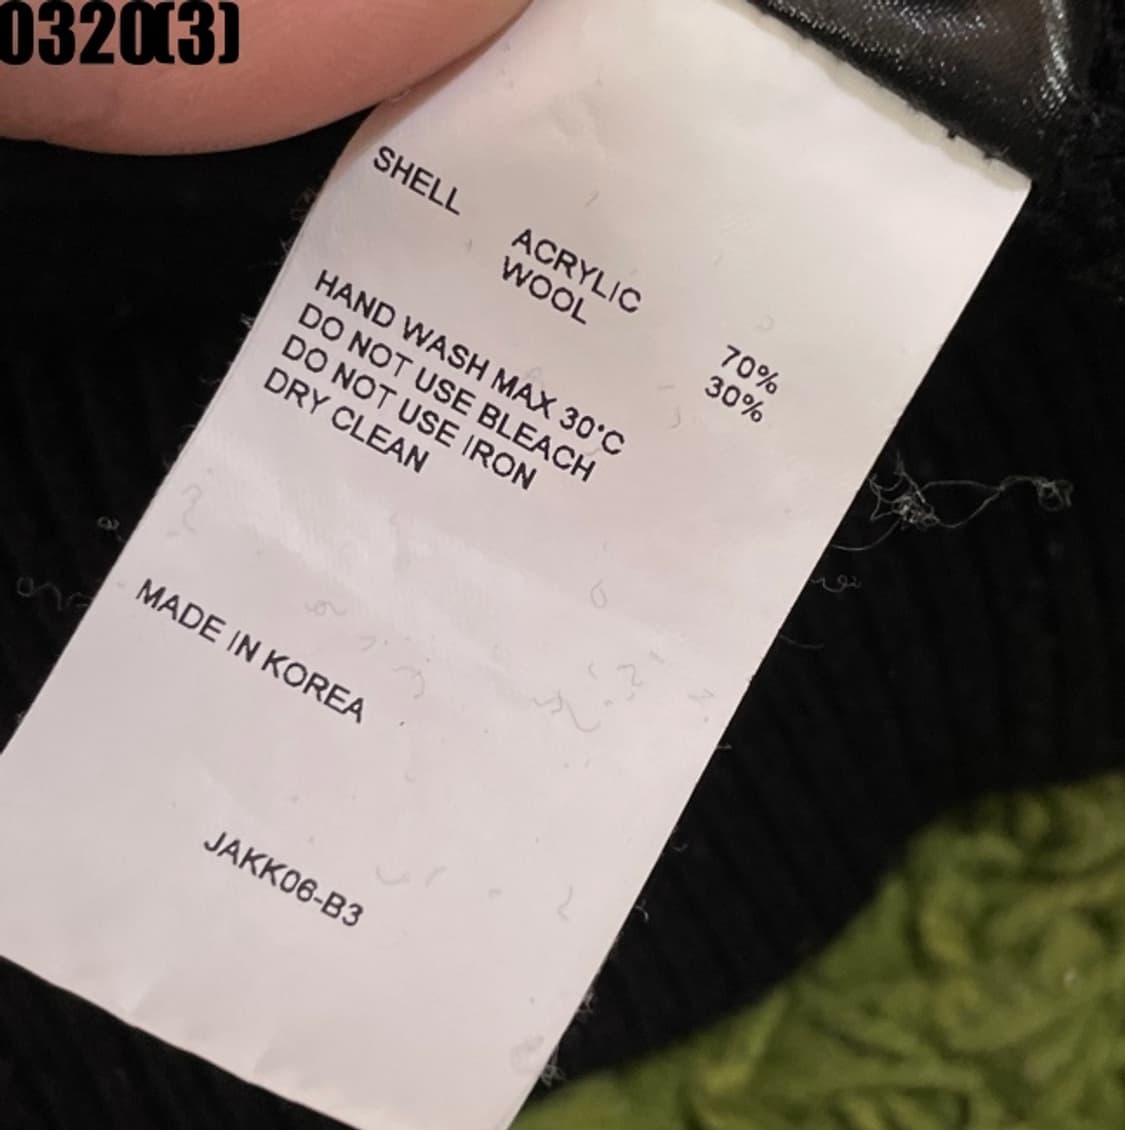 0320(3)
SHELL
ACRYLIC 70%
WOOL 30%
HAND WASH MAX 30°C
DO NOT USE BLEACH
DO NOT USE IRON
DRY CLEAN
MADE IN KOREA
JAKK06-B3